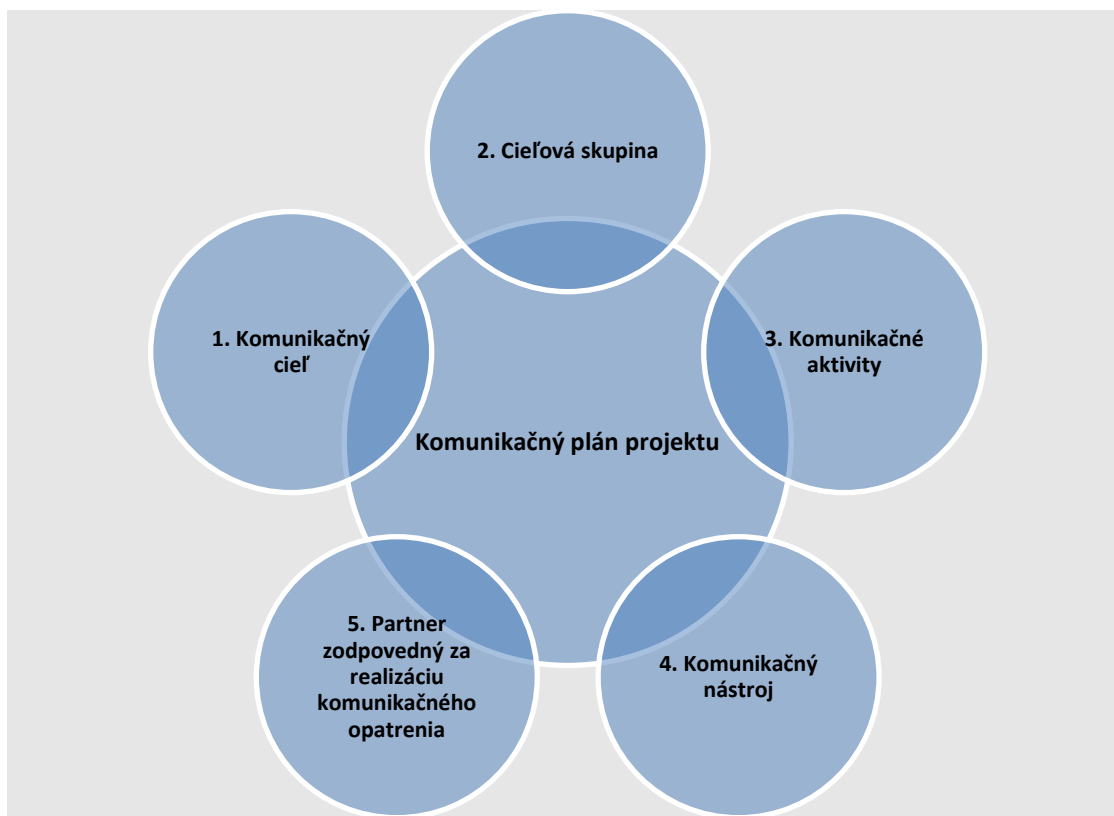 2. Cieľová skupina
1. Komunikačný
cieľ
3. Komunikačné
aktivity
Komunikačný plán projektu
5. Partner
zodpovedný za
realizáciu
komunikačného
opatrenia
4. Komunikačný
nástroj